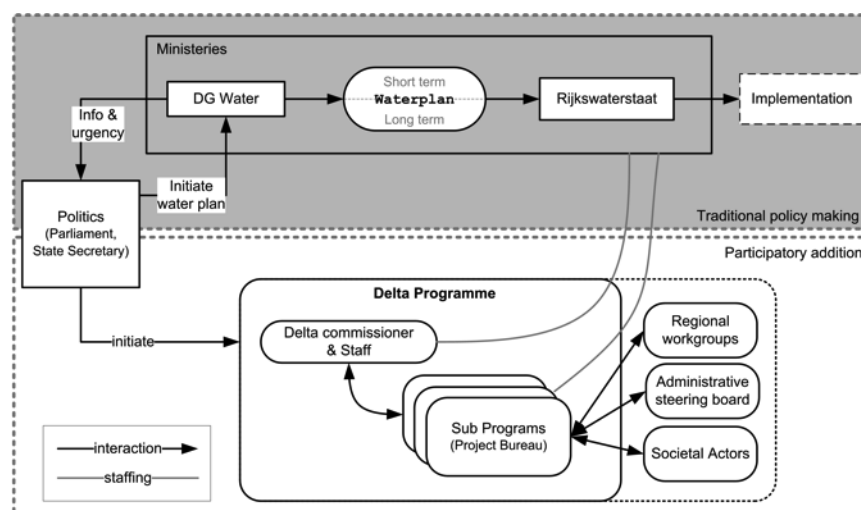 Ministeries
DG Water
Short term
Waterplan
Long term
Rijkswaterstaat
Implementation
Info &
urgency
Initiate
water plan
Politics
(Parliament,
State Secretary)
Traditional policy making
Participatory addition
Delta Programme
initiate
Delta commissioner
& Staff
Sub Programs
(Project Bureau)
Regional
workgroups
Administrative
steering board
Societal Actors
interaction
staffing